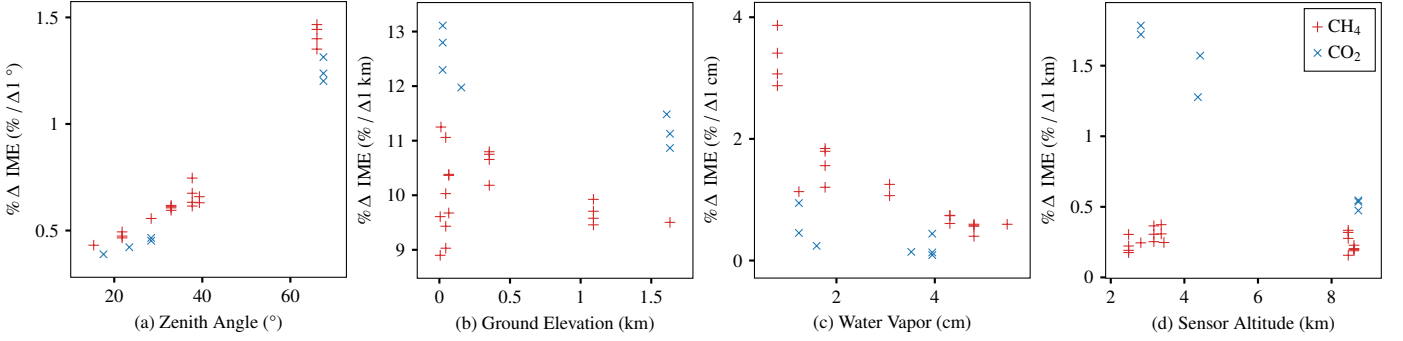 % Δ IME (% / Δ1 °)
1.5
1
0.5
20
40
60
(a) Zenith Angle (°)
% Δ IME (% / Δ1 km)
13
12
11
10
9
0
0.5
1
1.5
(b) Ground Elevation (km)
% Δ IME (% / Δ1 cm)
4
2
0
2
4
(c) Water Vapor (cm)
% Δ IME (% / Δ1 km)
1.5
1
0.5
0
2
4
6
8
(d) Sensor Altitude (km)
CH₄
CO₂